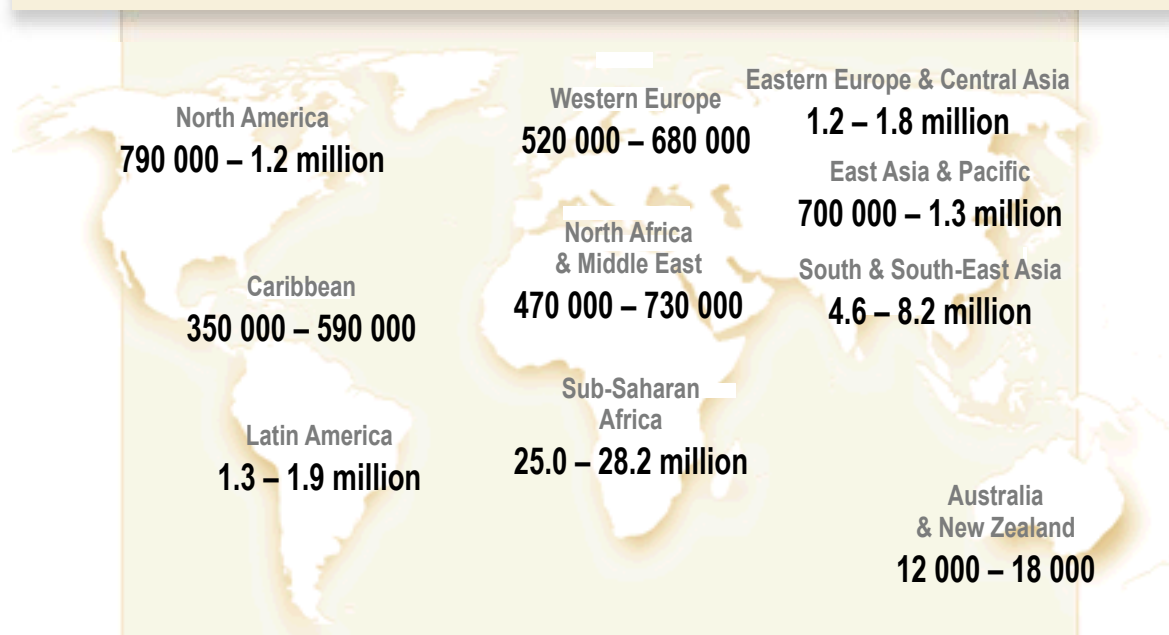 North America
790 000 – 1.2 million
Western Europe
520 000 – 680 000
Eastern Europe & Central Asia
1.2 – 1.8 million
East Asia & Pacific
700 000 – 1.3 million
North Africa
& Middle East
470 000 – 730 000
South & South-East Asia
4.6 – 8.2 million
Caribbean
350 000 – 590 000
Sub-Saharan
Africa
25.0 – 28.2 million
Latin America
1.3 – 1.9 million
Australia
& New Zealand
12 000 – 18 000